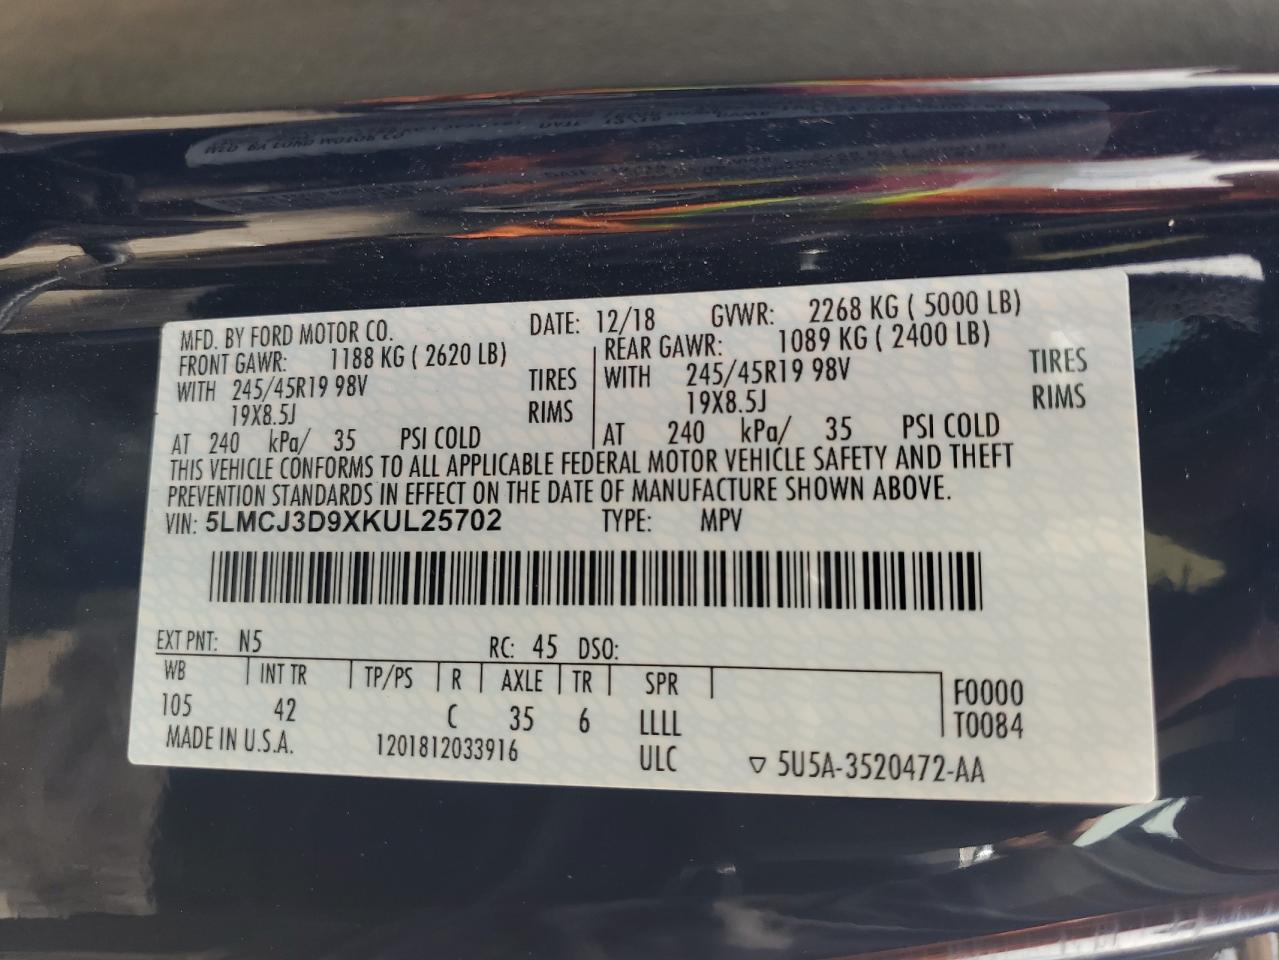 MFD. BY FORD MOTOR CO. DATE: 12/18 GVWR: 2268 KG ( 5000 LB)
FRONT GAWR: 1188 KG ( 2620 LB) REAR GAWR: 1089 KG ( 2400 LB)
WITH 245/45R19 98V TIRES WITH 245/45R19 98V TIRES
19X8.5J RIMS 19X8.5J RIMS
AT 240 kPa/ 35 PSI COLD AT 240 kPa/ 35 PSI COLD
THIS VEHICLE CONFORMS TO ALL APPLICABLE FEDERAL MOTOR VEHICLE SAFETY AND THEFT
PREVENTION STANDARDS IN EFFECT ON THE DATE OF MANUFACTURE SHOWN ABOVE.
VIN: 5LMCJ3D9XKUL25702 TYPE: MPV
EXT PNT: N5 RC: 45 DSO:
WB INT TR TP/PS R AXLE TR SPR F0000
105 42 C 35 6 LLLL T0084
MADE IN U.S.A. 1201812033916 ULC ▽ 5U5A-3520472-AA